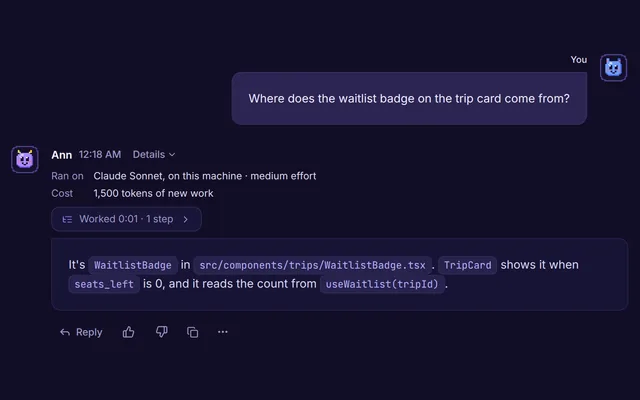 You
Where does the waitlist badge on the trip card come from?
Ann 12:18 AM Details
Ran on Claude Sonnet, on this machine · medium effort
Cost 1,500 tokens of new work
Worked 0:01 · 1 step
It's WaitlistBadge in src/components/trips/WaitlistBadge.tsx. TripCard shows it when
seats_left is 0, and it reads the count from useWaitlist(tripId).
Reply